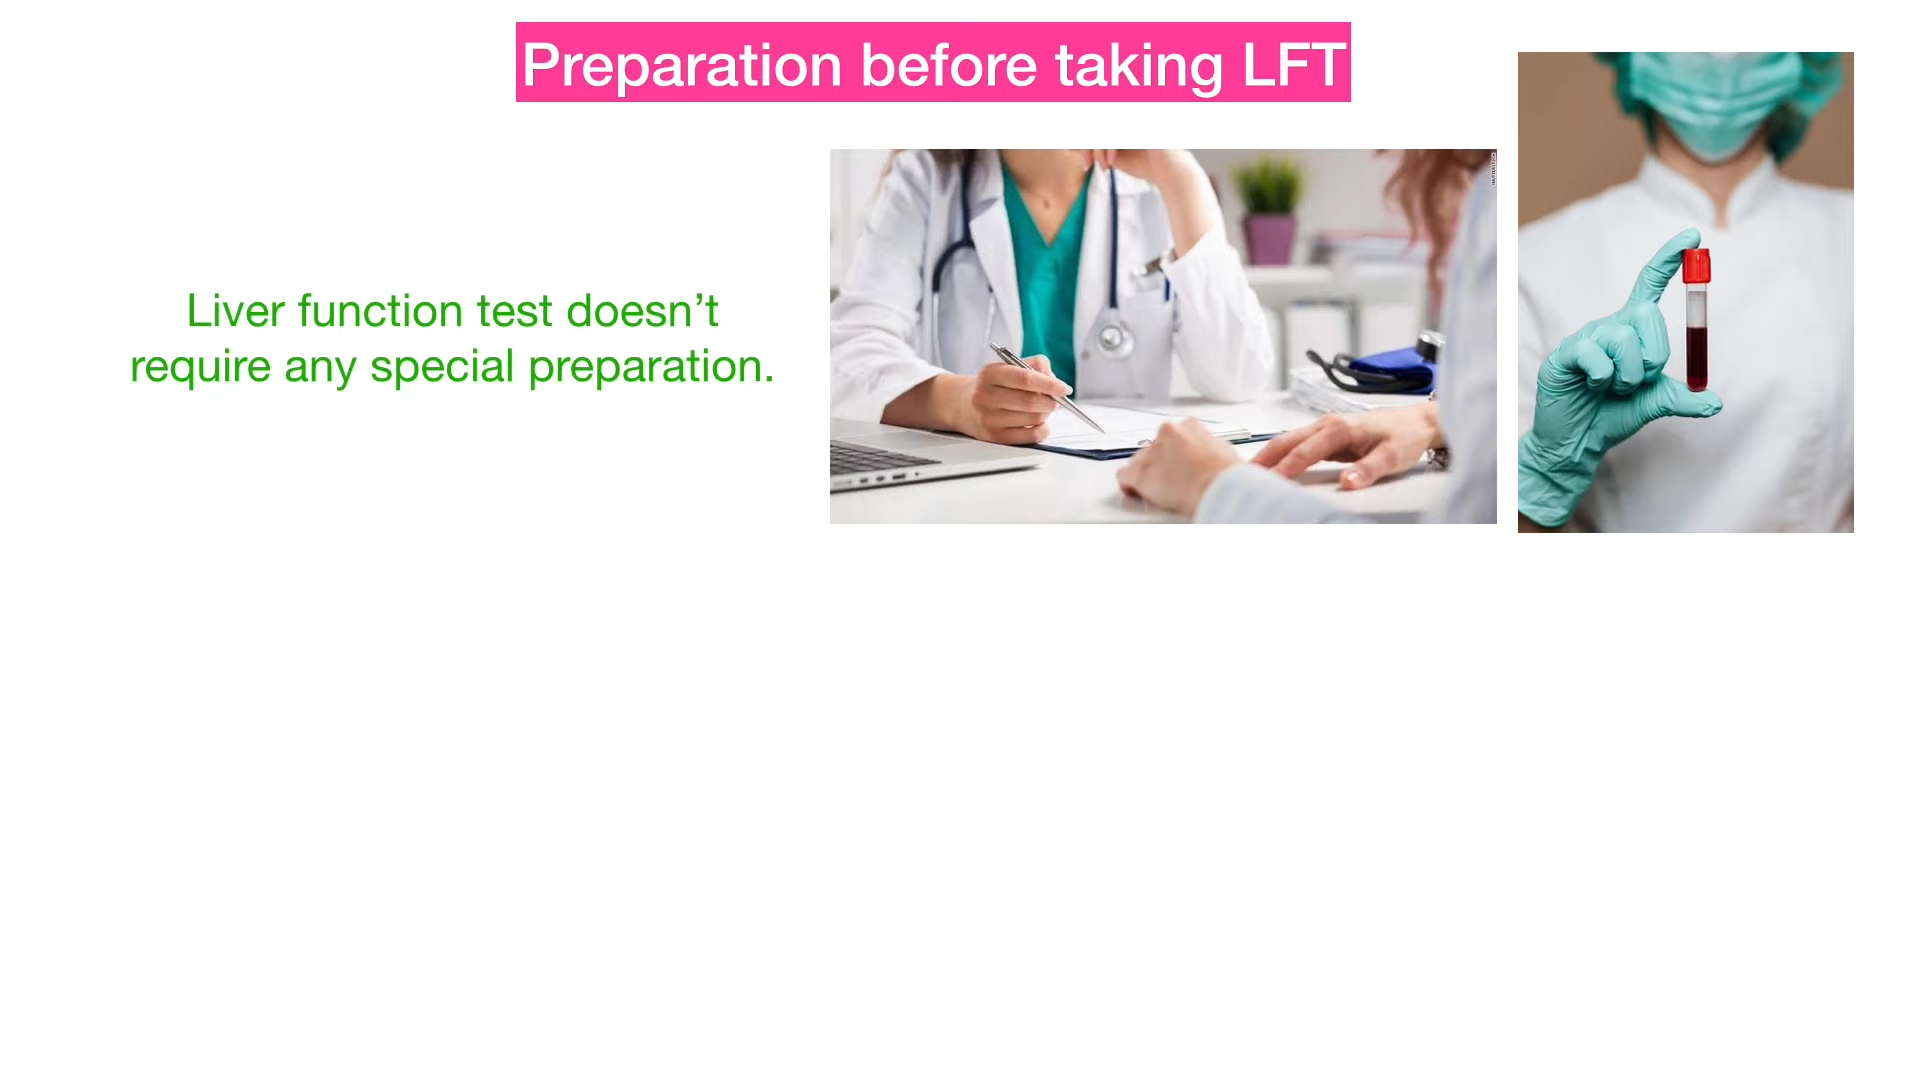 Preparation before taking LFT
Liver function test doesn’t
require any special preparation.